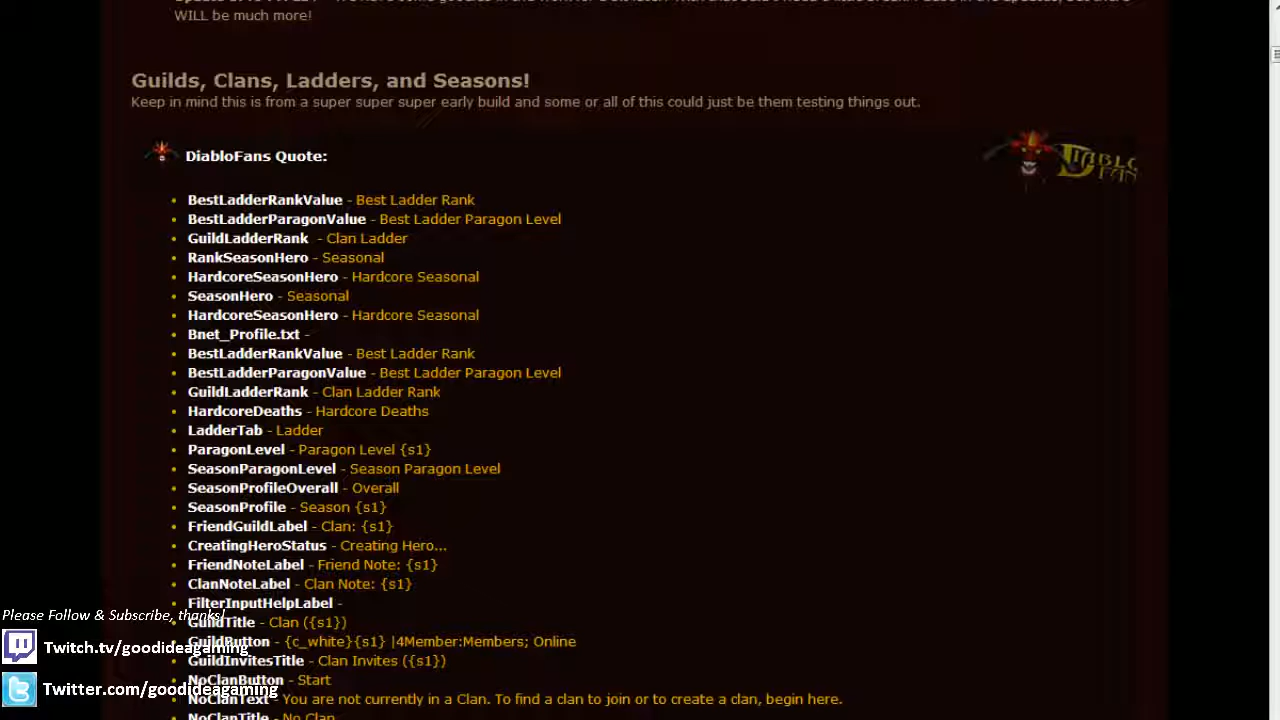 WILL be much more!
Guilds, Clans, Ladders, and Seasons!
Keep in mind this is from a super super super early build and some or all of this could just be them testing things out.
DiabloFans Quote:
DIABLO
FAN
BestLadderRankValue - Best Ladder Rank
BestLadderParagonValue - Best Ladder Paragon Level
GuildLadderRank - Clan Ladder
RankSeasonHero - Seasonal
HardcoreSeasonHero - Hardcore Seasonal
SeasonHero - Seasonal
HardcoreSeasonHero - Hardcore Seasonal
Bnet_Profile.txt -
BestLadderRankValue - Best Ladder Rank
BestLadderParagonValue - Best Ladder Paragon Level
GuildLadderRank - Clan Ladder Rank
HardcoreDeaths - Hardcore Deaths
LadderTab - Ladder
ParagonLevel - Paragon Level {s1}
SeasonParagonLevel - Season Paragon Level
SeasonProfileOverall - Overall
SeasonProfile - Season {s1}
FriendGuildLabel - Clan: {s1}
CreatingHeroStatus - Creating Hero...
FriendNoteLabel - Friend Note: {s1}
ClanNoteLabel - Clan Note: {s1}
FilterInputHelpLabel -
Please Follow & Subscribe, thanks!
GuildTitle - Clan ({s1})
GuildButton - {c_white}{s1} |4Member:Members; Online
Twitch.tv/goodideagaming
GuildInvitesTitle - Clan Invites ({s1})
NoClanButton - Start
Twitter.com/goodideagaming
NoClanText - You are not currently in a Clan. To find a clan to join or to create a clan, begin here.
NoClanTitle - No Clan